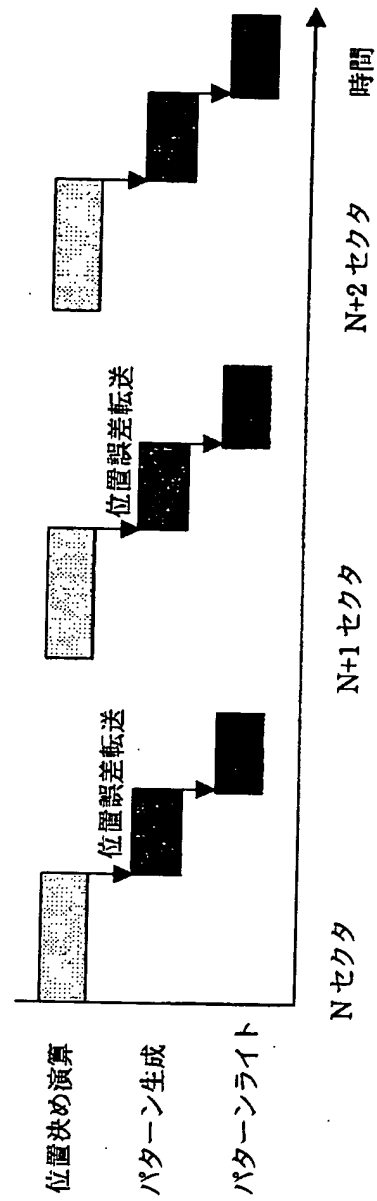 位置決め演算
パターン生成
パターンライト
位置誤差転送
位置誤差転送
Nセクタ
N+1セクタ
N+2セクタ
時間